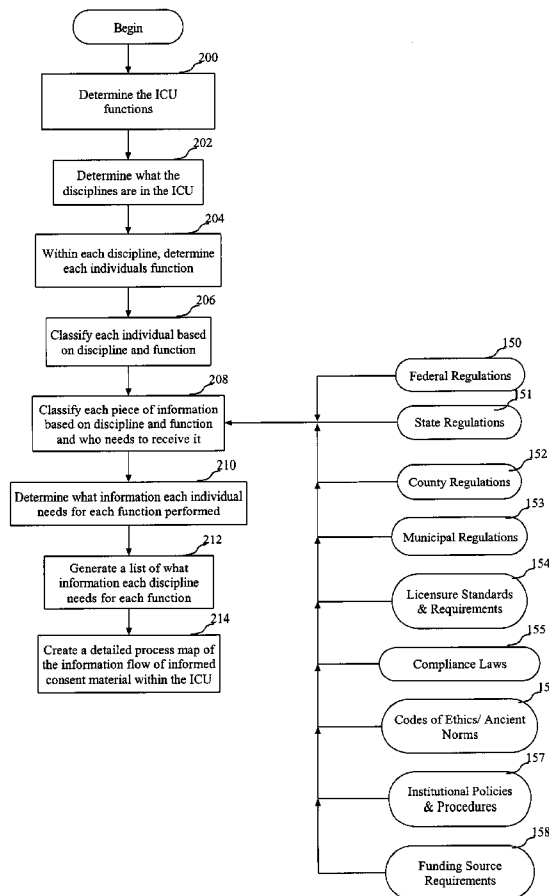 Begin
200
Determine the ICU
functions
202
Determine what the
disciplines are in the ICU
204
Within each discipline, determine
each individuals function
206
Classify each individual based
on discipline and function
208
Classify each piece of information
based on discipline and function
and who needs to receive it
210
Determine what information each individual
needs for each function performed
212
Generate a list of what
information each discipline
needs for each function
214
Create a detailed process map of
the information flow of informed
consent material within the ICU
150
Federal Regulations
151
State Regulations
152
County Regulations
153
Municipal Regulations
154
Licensure Standards
& Requirements
155
Compliance Laws
15
Codes of Ethics/ Ancient
Norms
157
Institutional Policies
& Procedures
158
Funding Source
Requirements